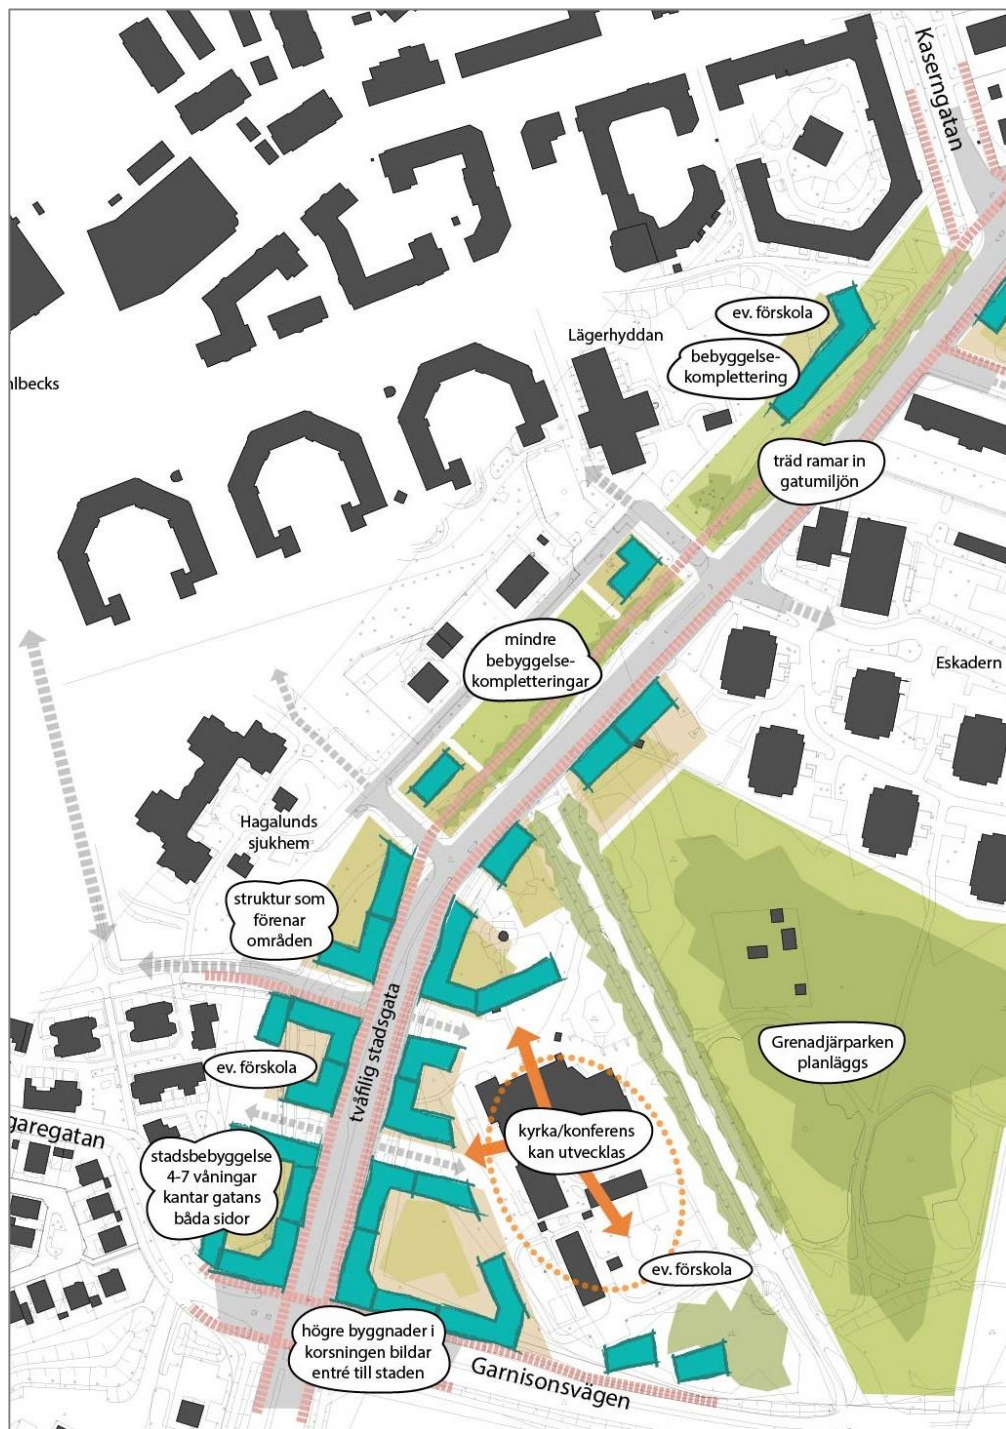 Kaserngatan
ev. förskola
Lägerhyddan
bebyggelse-
komplettering
hlbecks
träd ramar in
gatumiljön
mindre
bebyggelse-
kompletteringar
Eskadern
Hagalunds
sjukhem
struktur som
förenar
områden
tvåfilig stadsgata
Grenadjärparken
planläggs
ev. förskola
kyrka/konferens
kan utvecklas
garegatan
stadsbebyggelse
4-7 våningar
kantar gatans
båda sidor
ev. förskola
högre byggnader i
korsningen bildar
entré till staden
Garnisonsvägen